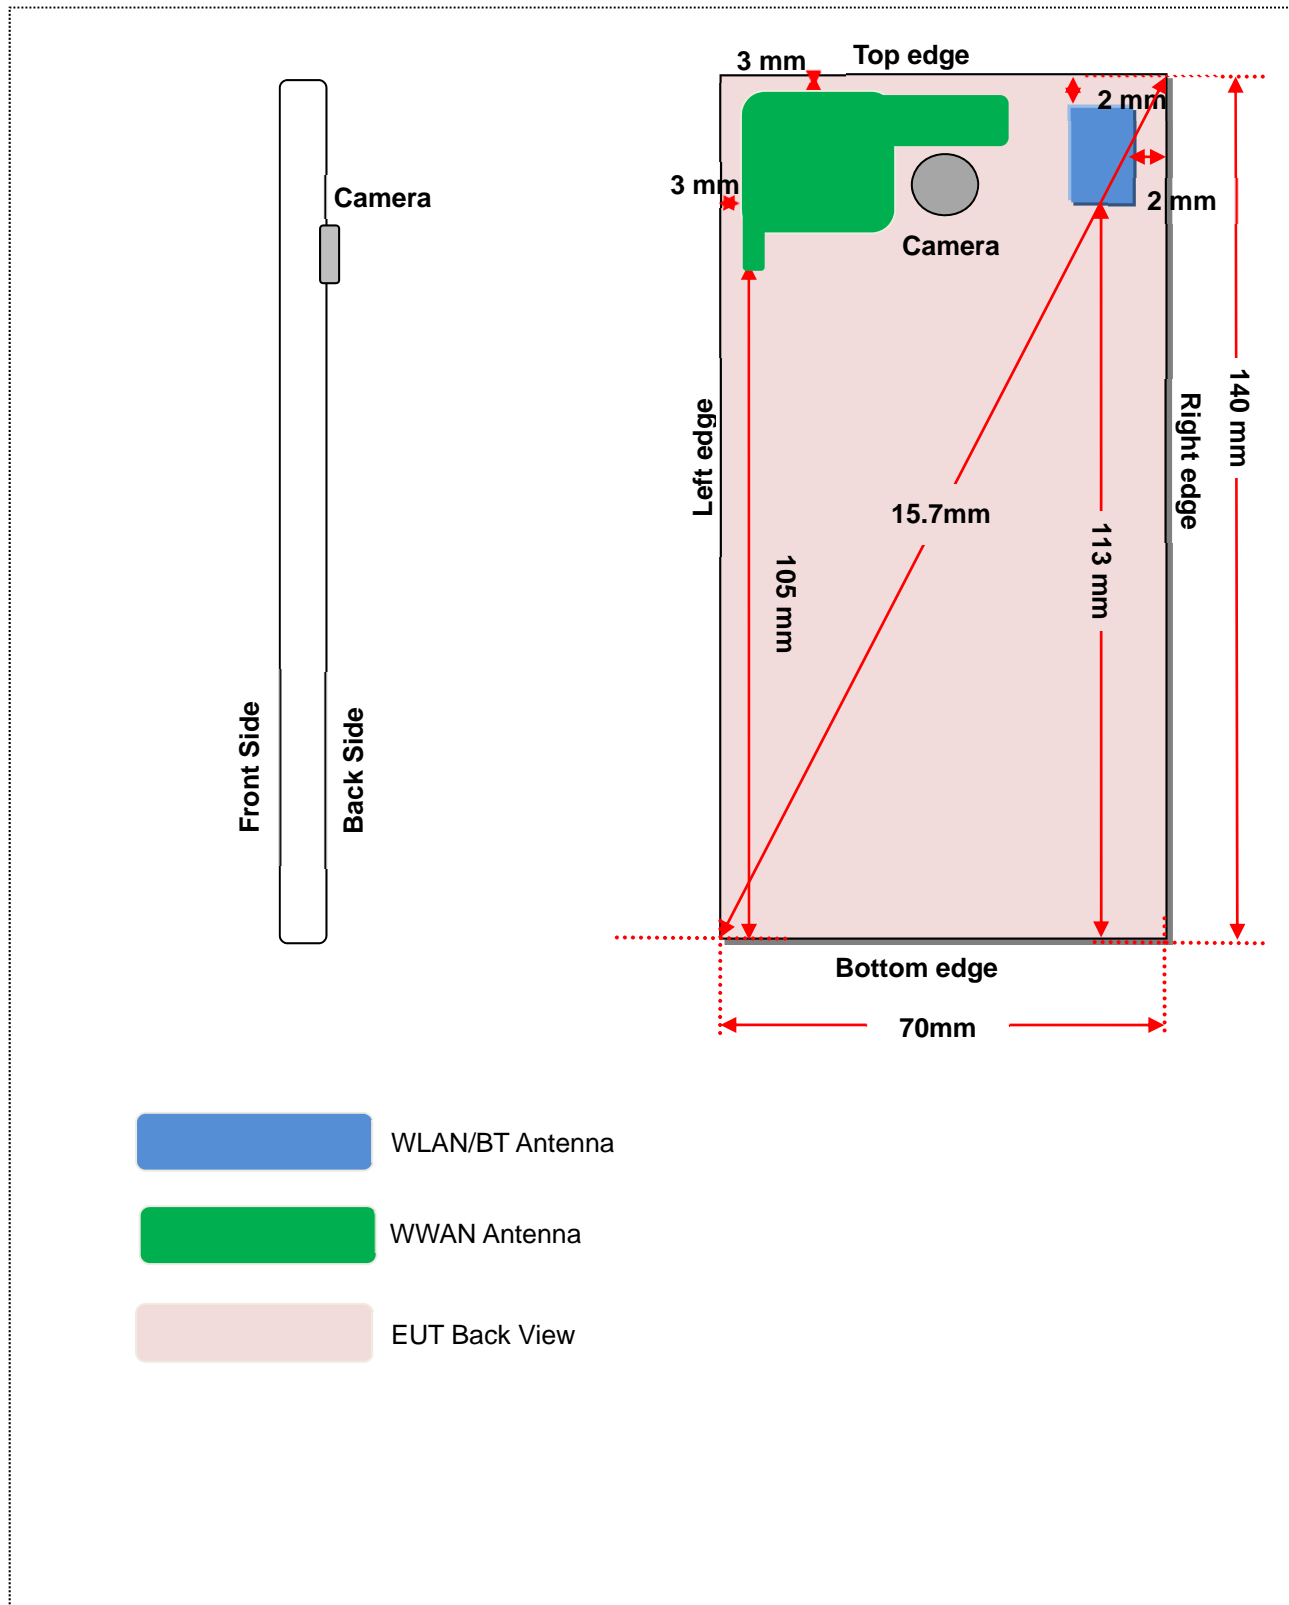 Top edge
3 mm
2 mm
Camera
3 mm
2 mm
Camera
Left edge
Right edge
140 mm
15.7mm
113 mm
105 mm
Front Side
Back Side
Bottom edge
70mm
WLAN/BT Antenna
WWAN Antenna
EUT Back View